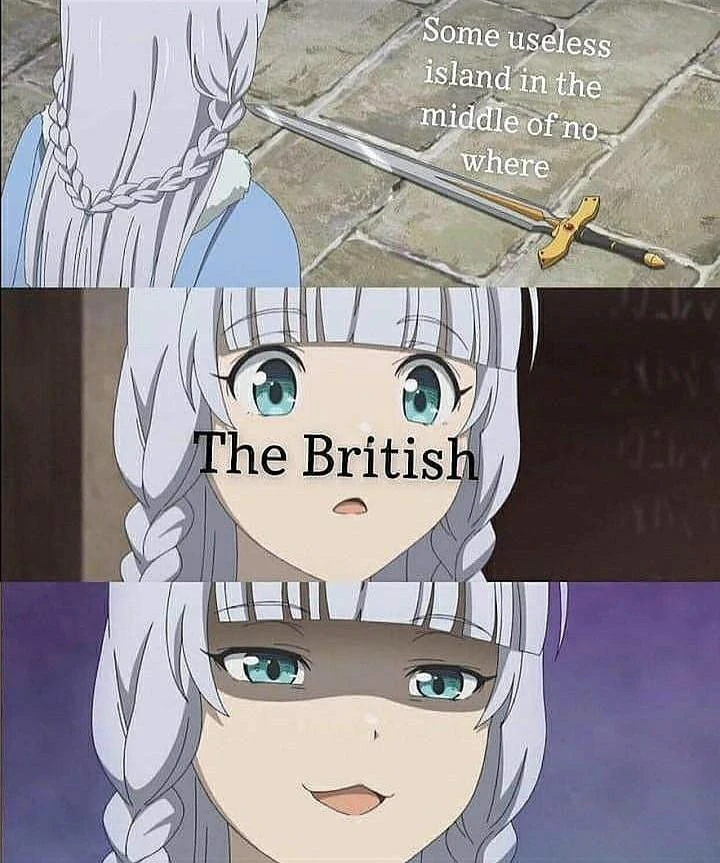 Some useless
island in the
middle of no
where
The British